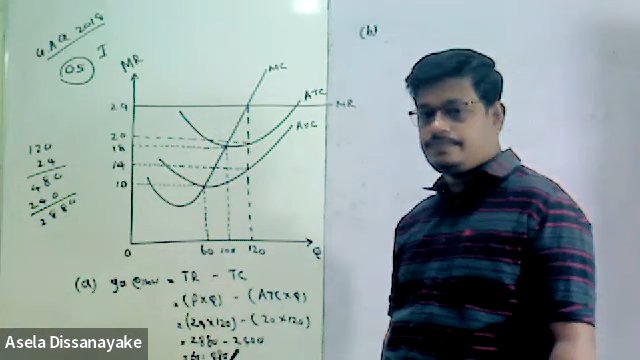 2019
05 I
MR
MC
ATC
24
MR
AVC
20
18
14
10
0
60 100 120
Q
120
24
480
240
2880
(a) = TR - TC
= (P×Q) - (ATC×Q)
= (24×120) - (20×120)
= 2880 - 2400
= 480
(b)
Asela Dissanayake